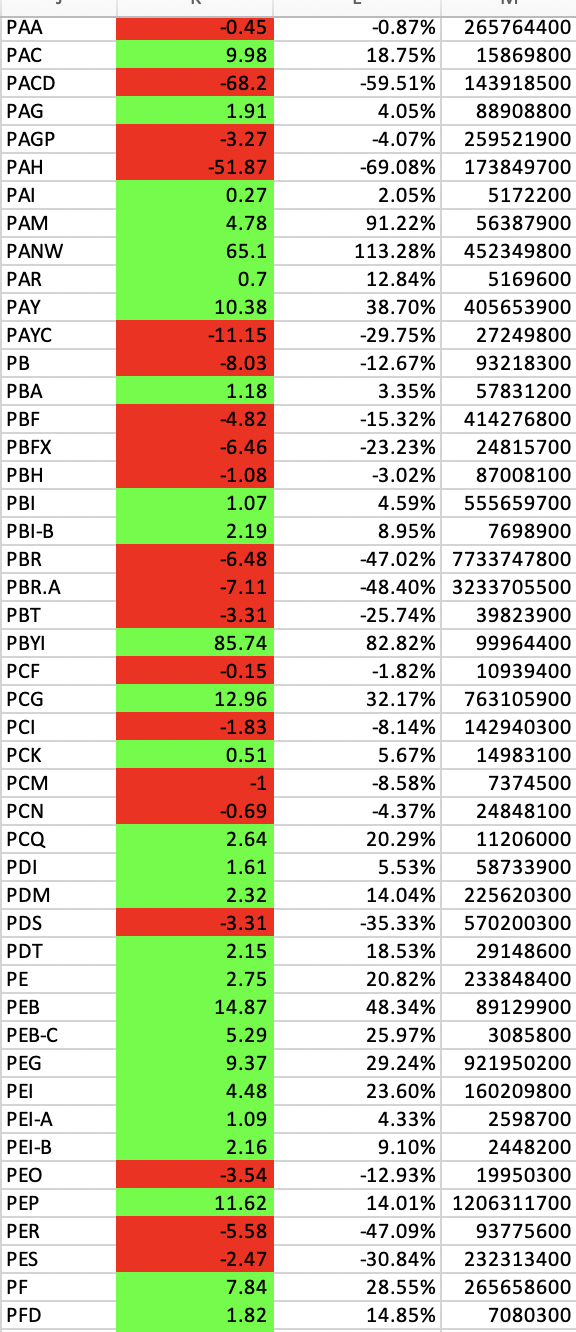 PAA -0.45 -0.87% 265764400
PAC 9.98 18.75% 15869800
PACD -68.2 -59.51% 143918500
PAG 1.91 4.05% 88908800
PAGP -3.27 -4.07% 259521900
PAH -51.87 -69.08% 173849700
PAI 0.27 2.05% 5172200
PAM 4.78 91.22% 56387900
PANW 65.1 113.28% 452349800
PAR 0.7 12.84% 5169600
PAY 10.38 38.70% 405653900
PAYC -11.15 -29.75% 27249800
PB -8.03 -12.67% 93218300
PBA 1.18 3.35% 57831200
PBF -4.82 -15.32% 414276800
PBFX -6.46 -23.23% 24815700
PBH -1.08 -3.02% 87008100
PBI 1.07 4.59% 555659700
PBI-B 2.19 8.95% 7698900
PBR -6.48 -47.02% 7733747800
PBR.A -7.11 -48.40% 3233705500
PBT -3.31 -25.74% 39823900
PBYI 85.74 82.82% 99964400
PCF -0.15 -1.82% 10939400
PCG 12.96 32.17% 763105900
PCI -1.83 -8.14% 142940300
PCK 0.51 5.67% 14983100
PCM -1 -8.58% 7374500
PCN -0.69 -4.37% 24848100
PCQ 2.64 20.29% 11206000
PDI 1.61 5.53% 58733900
PDM 2.32 14.04% 225620300
PDS -3.31 -35.33% 570200300
PDT 2.15 18.53% 29148600
PE 2.75 20.82% 233848400
PEB 14.87 48.34% 89129900
PEB-C 5.29 25.97% 3085800
PEG 9.37 29.24% 921950200
PEI 4.48 23.60% 160209800
PEI-A 1.09 4.33% 2598700
PEI-B 2.16 9.10% 2448200
PEO -3.54 -12.93% 19950300
PEP 11.62 14.01% 1206311700
PER -5.58 -47.09% 93775600
PES -2.47 -30.84% 232313400
PF 7.84 28.55% 265658600
PFD 1.82 14.85% 7080300